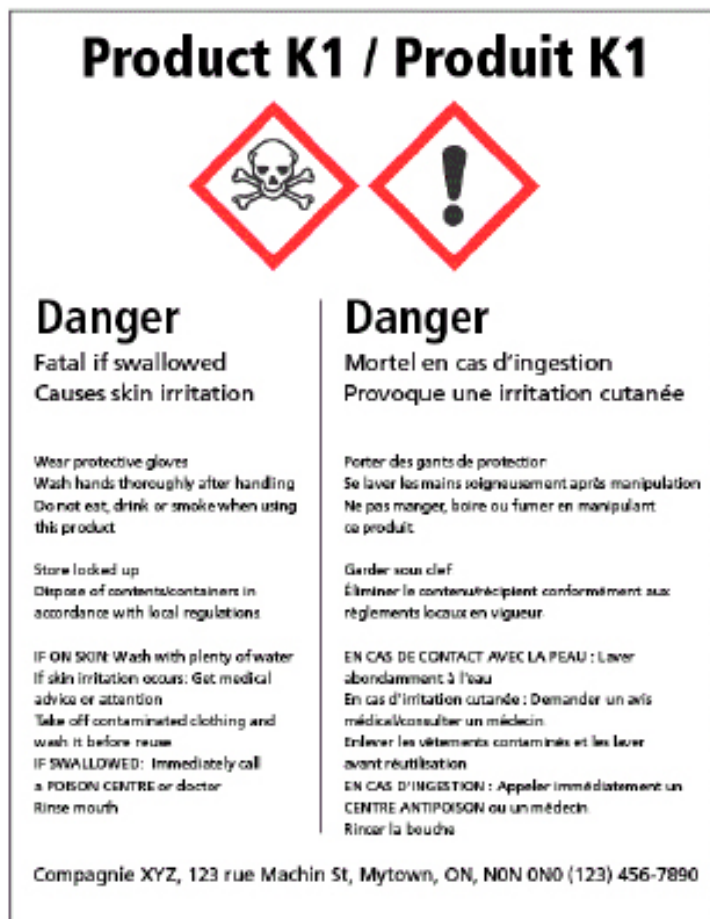 Product K1 / Produit K1
Danger
Fatal if swallowed
Causes skin irritation
Wear protective gloves
Wash hands thoroughly after handling
Do not eat, drink or smoke when using
this product
Store locked up
Dispose of contents/containers in
accordance with local regulations
IF ON SKIN: Wash with plenty of water
If skin irritation occurs: Get medical
advice or attention
Take off contaminated clothing and
wash it before reuse
IF SWALLOWED: Immediately call
a POISON CENTRE or doctor
Rinse mouth
Danger
Mortel en cas d'ingestion
Provoque une irritation cutanée
Porter des gants de protection
Se laver les mains soigneusement après manipulation
Ne pas manger, boire ou fumer en manipulant
ce produit
Garder sous clef
Éliminer le contenu/récipient conformément aux
règlements locaux en vigueur.
EN CAS DE CONTACT AVEC LA PEAU : Laver
abondamment à l'eau
En cas d'irritation cutanée : Demander un avis
médical/consulter un médecin
Enlever les vêtements contaminés et les laver
avant réutilisation
EN CAS D'INGESTION : Appeler immédiatement un
CENTRE ANTIPOISON ou un médecin
Rincer la bouche
Compagnie XYZ, 123 rue Machin St, Mytown, ON, N0N 0N0 (123) 456-7890